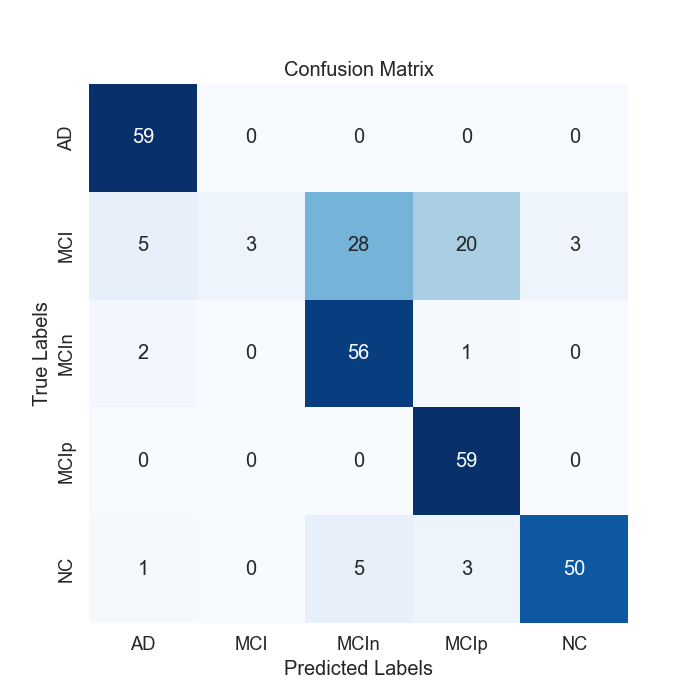 Confusion Matrix
AD 59 0 0 0 0
MCI 5 3 28 20 3
MCIn 2 0 56 1 0
MCIp 0 0 0 59 0
NC 1 0 5 3 50
True Labels
AD MCI MCIn MCIp NC
Predicted Labels